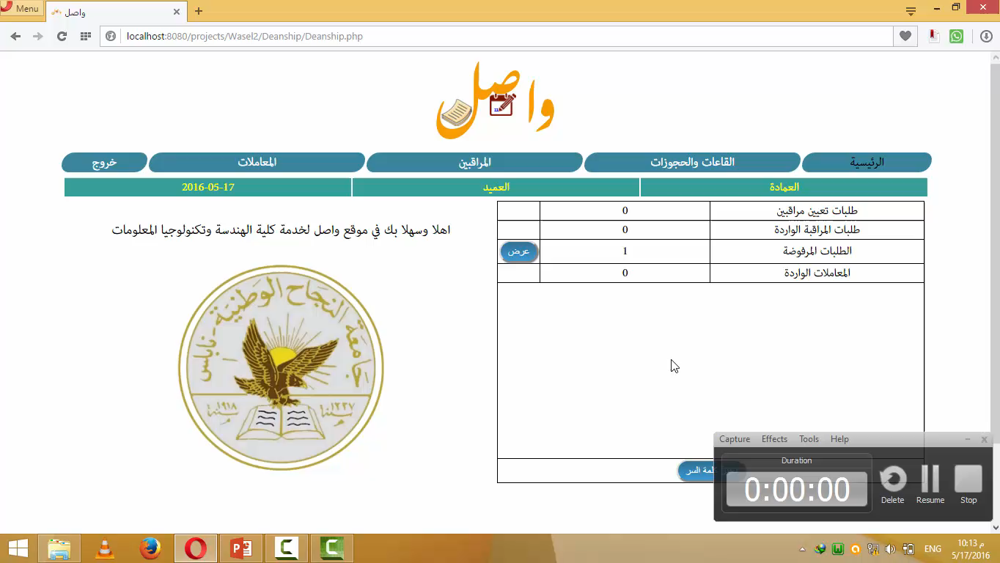 Menu
واصل
localhost:8080/projects/Wasel2/Deanship/Deanship.php
واصل
الرئيسية القاعات والحجوزات المراقبين المعاملات خروج
العمادة العميد 2016-05-17
طلبات تعيين مراقبين 0
طلبات المراقبة الواردة 0
الطلبات المرفوضة 1 عرض
المعاملات الواردة 0
اهلا وسهلا بك في موقع واصل لخدمة كلية الهندسة وتكنولوجيا المعلومات
جامعة النجاح الوطنية - نابلس
سنة ١٣٣٧ سنة ١٩١٨
كلمة السر
Capture Effects Tools Help
Duration
0:00:00
Delete Resume Stop
ENG
10:13 م
5/17/2016